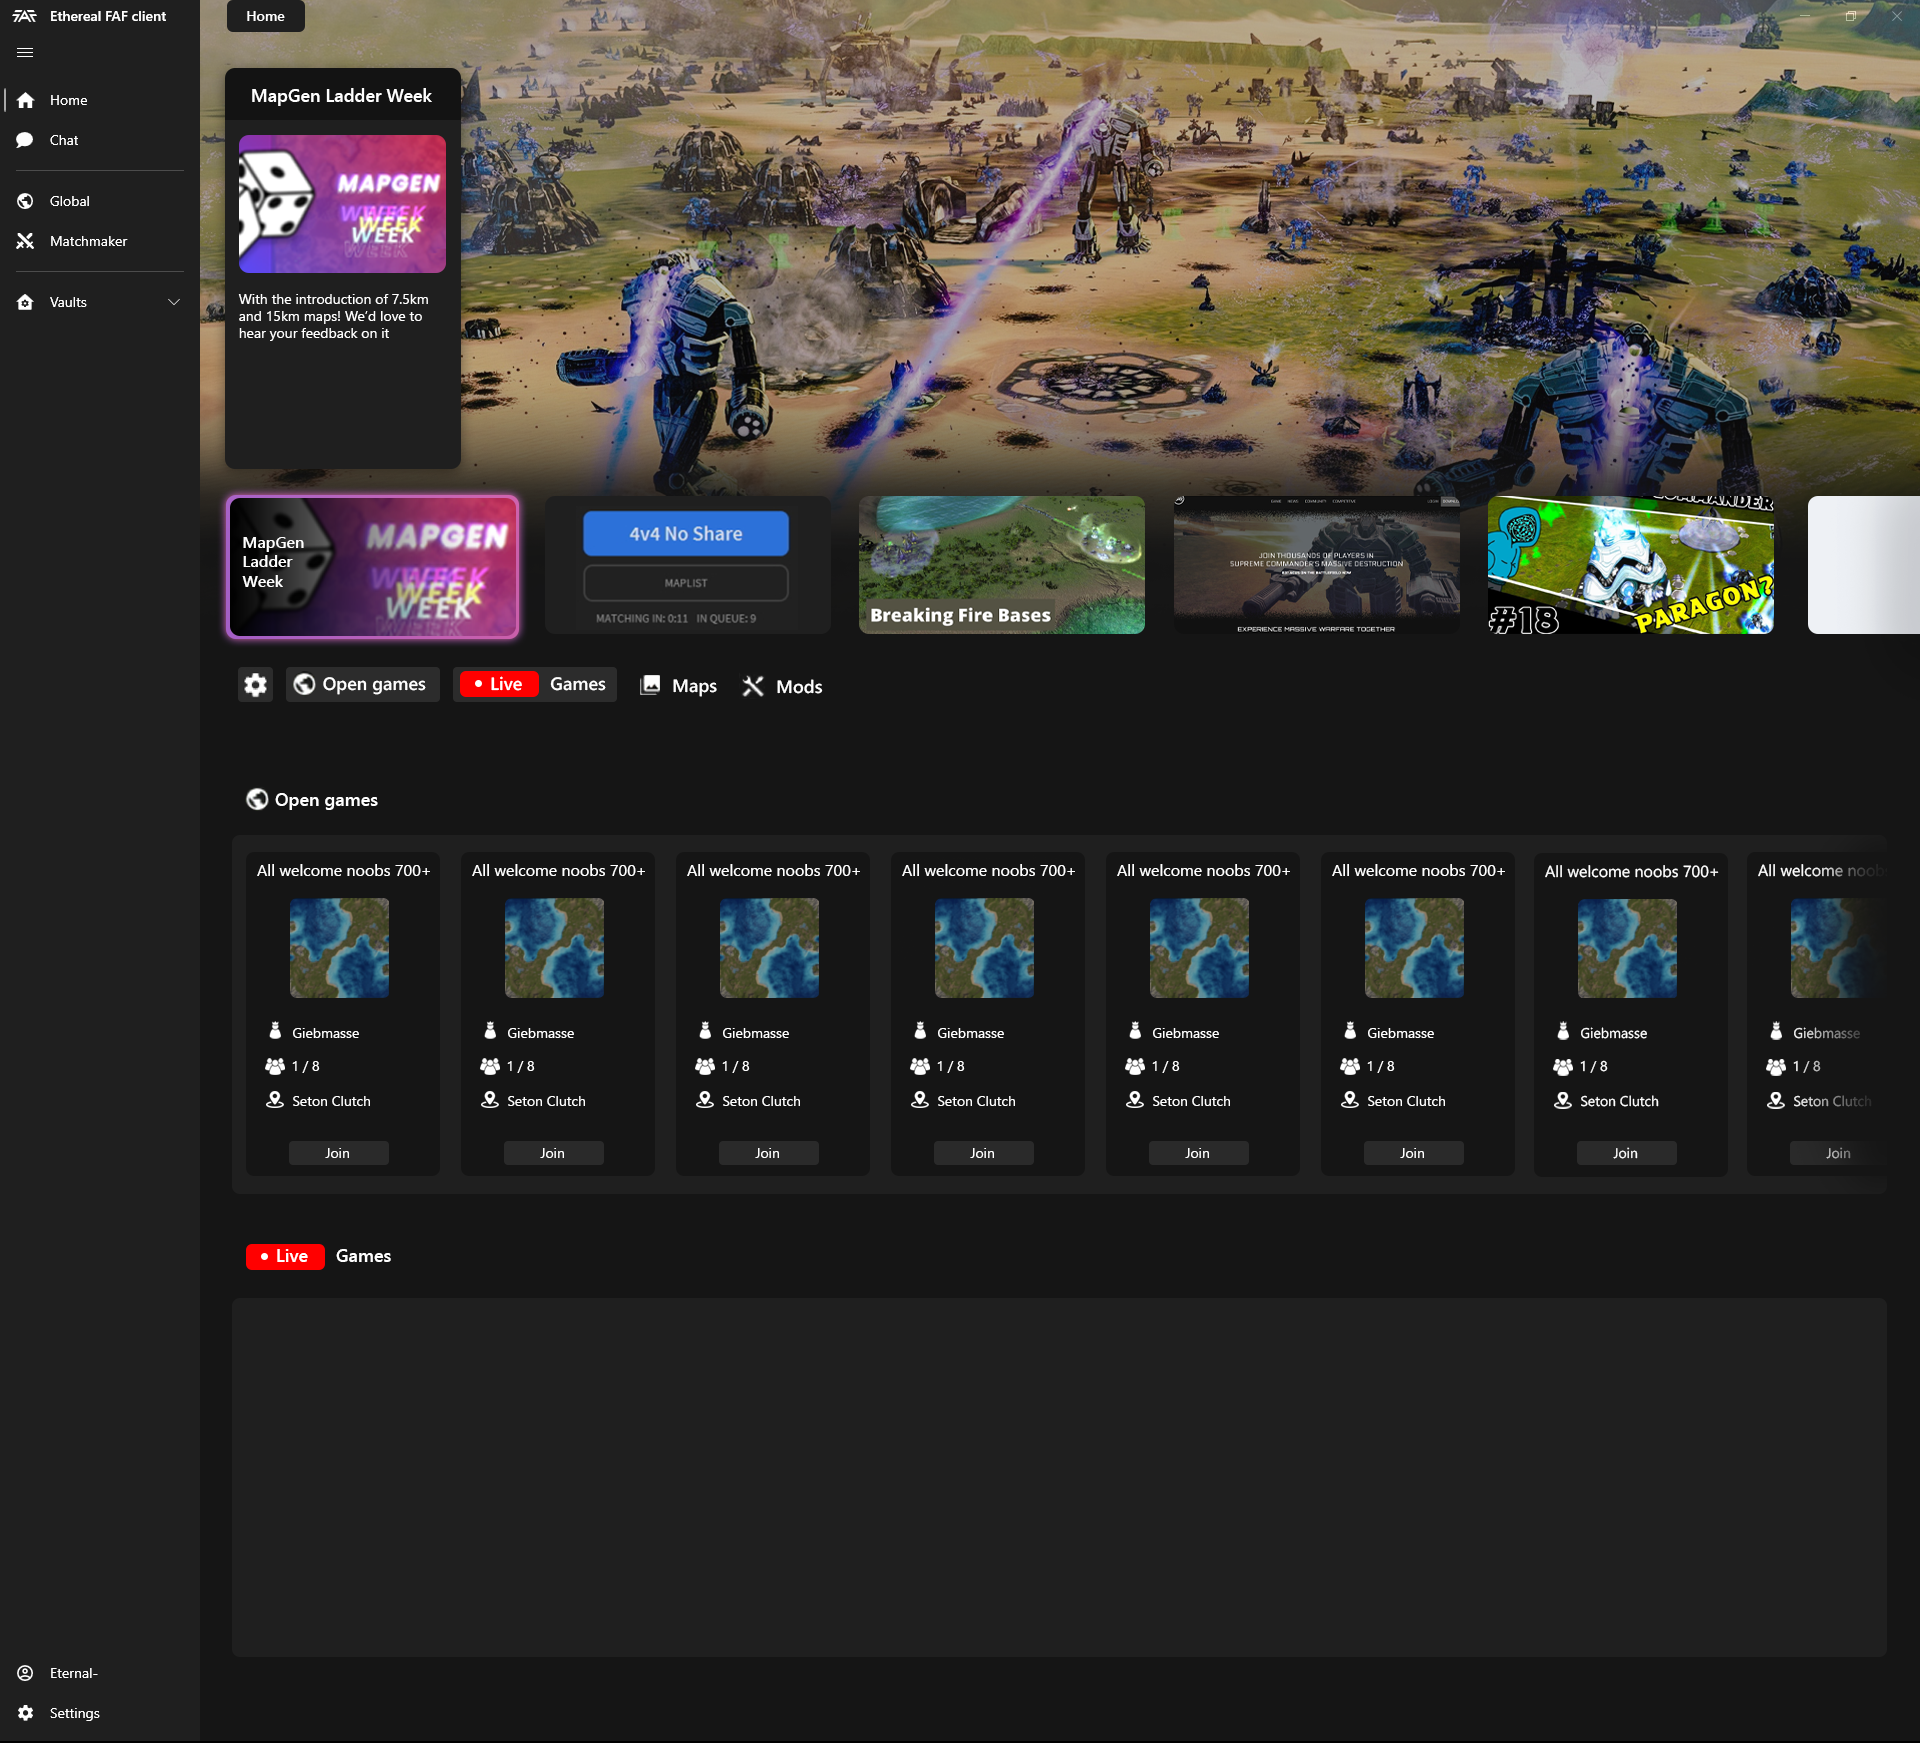 FAF Ethereal FAF client
Home
Home
Chat
Global
Matchmaker
Vaults
MapGen Ladder Week
MAPGEN
WEEK
WEEK
WEEK
WEEK
With the introduction of 7.5km
and 15km maps! We'd love to
hear your feedback on it
MapGen
Ladder
Week
MAPGEN
WEEK
WEEK
WEEK
WEEK
4v4 No Share
MAPLIST
MATCHING IN: 0:11 IN QUEUE: 9
Breaking Fire Bases
GAME NEWS COMMUNITY COMPETITIVE
JOIN THOUSANDS OF PLAYERS IN
SUPREME COMMANDER'S MASSIVE DESTRUCTION
EXPERIENCE MASSIVE WARFARE TOGETHER
COMMANDER
#18
PARAGON?
Open games
• Live Games
Maps
Mods
Open games
All welcome noobs 700+
Giebmasse
1 / 8
Seton Clutch
Join
All welcome noobs 700+
Giebmasse
1 / 8
Seton Clutch
Join
All welcome noobs 700+
Giebmasse
1 / 8
Seton Clutch
Join
All welcome noobs 700+
Giebmasse
1 / 8
Seton Clutch
Join
All welcome noobs 700+
Giebmasse
1 / 8
Seton Clutch
Join
All welcome noobs 700+
Giebmasse
1 / 8
Seton Clutch
Join
All welcome noobs 700+
Giebmasse
1 / 8
Seton Clutch
Join
All welcome noobs
Giebmasse
1 / 8
Seton Clutch
Join
• Live Games
Eternal-
Settings